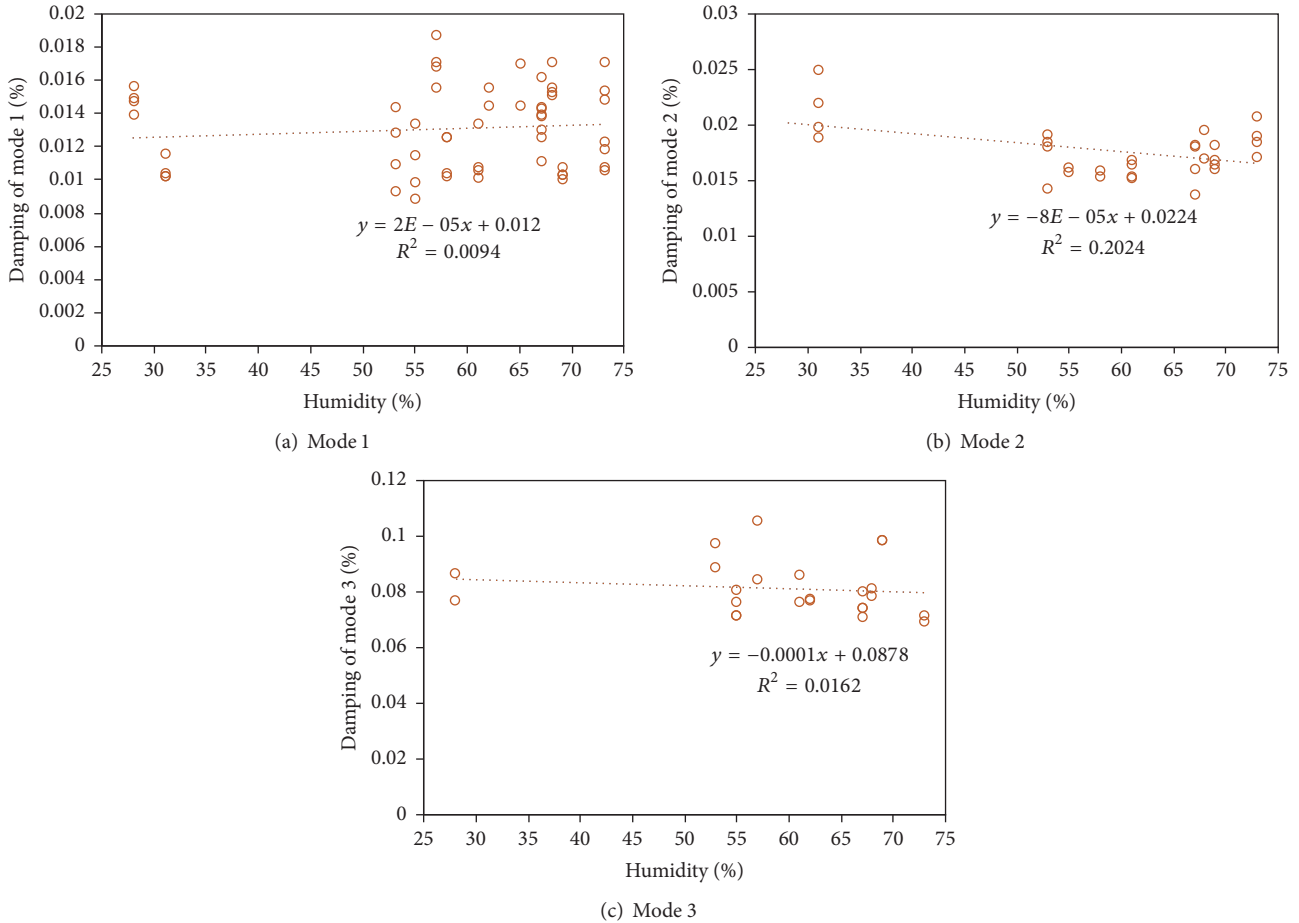 0.02
0.018
0.016
0.014
0.012
0.01
0.008
0.006
0.004
0.002
0
Damping of mode 1 (%)
y = 2E − 05x + 0.012
R² = 0.0094
25 30 35 40 45 50 55 60 65 70 75
Humidity (%)
(a) Mode 1
0.03
0.025
0.02
0.015
0.01
0.005
0
Damping of mode 2 (%)
y = −8E − 05x + 0.0224
R² = 0.2024
25 30 35 40 45 50 55 60 65 70 75
Humidity (%)
(b) Mode 2
0.12
0.1
0.08
0.06
0.04
0.02
0
Damping of mode 3 (%)
y = −0.0001x + 0.0878
R² = 0.0162
25 30 35 40 45 50 55 60 65 70 75
Humidity (%)
(c) Mode 3